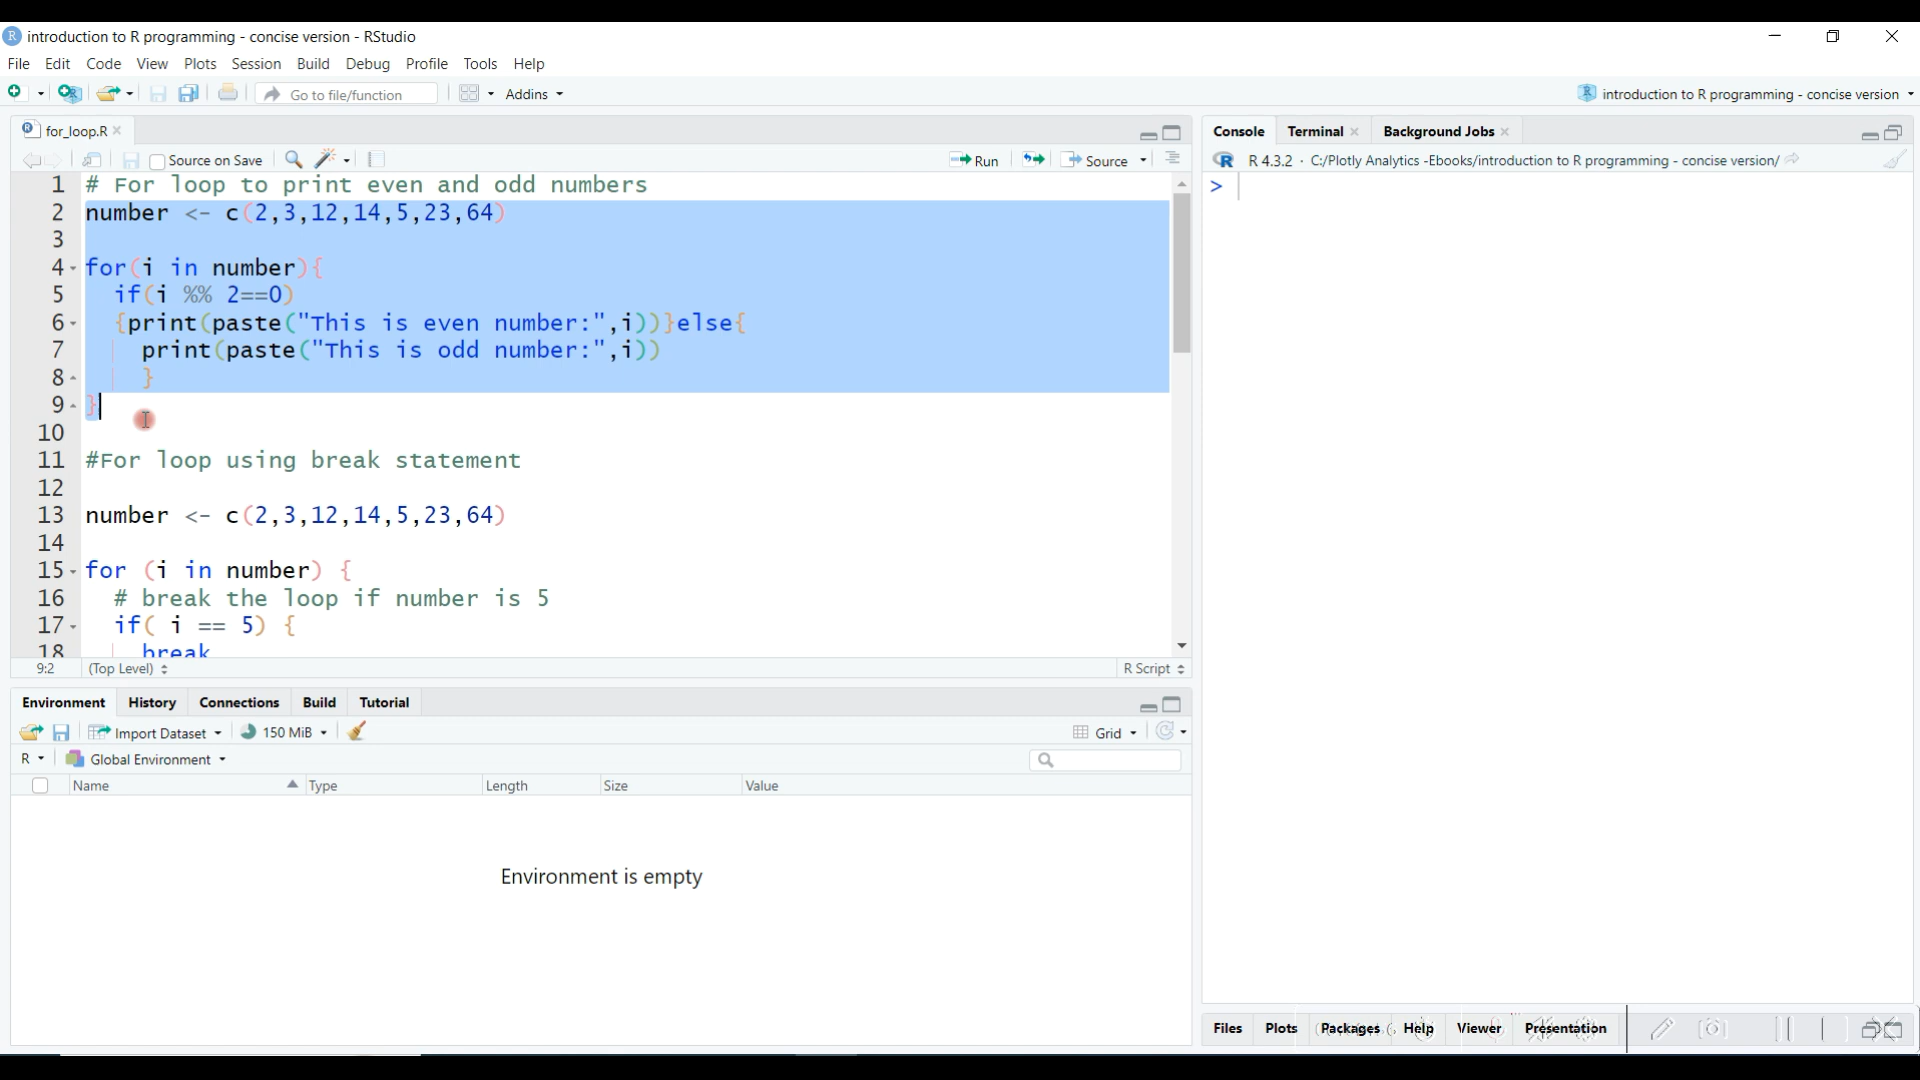 introduction to R programming - concise version - RStudio
File Edit Code View Plots Session Build Debug Profile Tools Help
Go to file/function Addins introduction to R programming - concise version
for_loop.R
Source on Save Run Source
1 # For loop to print even and odd numbers
2 number <- c(2,3,12,14,5,23,64)
3
4 for(i in number){
5 if(i %% 2==0)
6 {print(paste("This is even number:",i))}else{
7 print(paste("This is odd number:",i))
8 }
9 }
10
11 #For loop using break statement
12
13 number <- c(2,3,12,14,5,23,64)
14
15 for (i in number) {
16 # break the loop if number is 5
17 if( i == 5) {
18 break
9:2 (Top Level) R Script
Environment History Connections Build Tutorial
Import Dataset 150 MiB Grid
R Global Environment
Name Type Length Size Value
Environment is empty
Console Terminal Background Jobs
R 4.3.2 · C:/Plotly Analytics -Ebooks/introduction to R programming - concise version/
>
Files Plots Packages Help Viewer Presentation